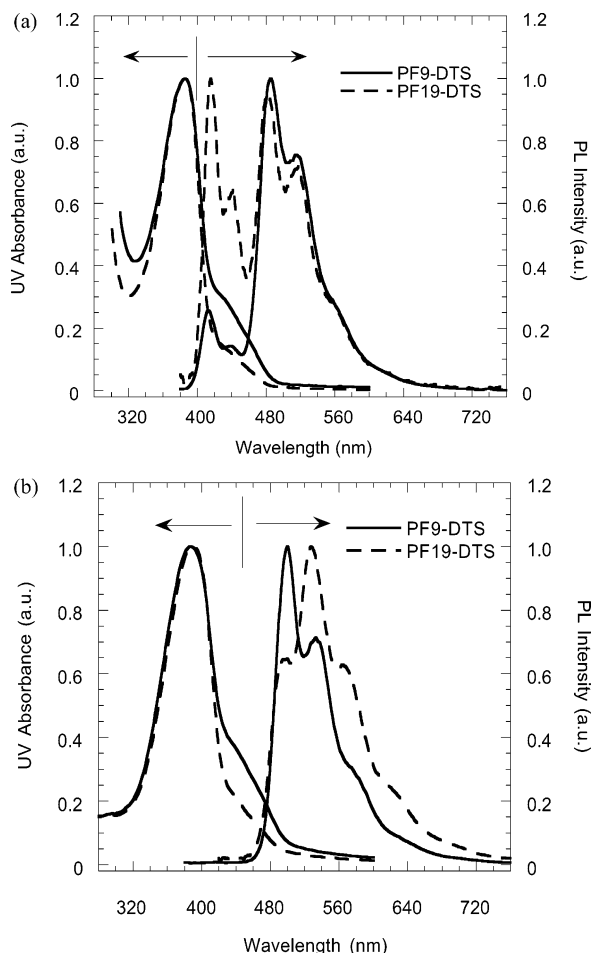 (a)
1.2
1.0
0.8
0.6
0.4
0.2
0
UV Absorbance (a.u.)
PF9-DTS
PF19-DTS
1.2
1.0
0.8
0.6
0.4
0.2
0
PL Intensity (a.u.)
320 400 480 560 640 720
Wavelength (nm)
(b)
1.2
1.0
0.8
0.6
0.4
0.2
0
UV Absorbance (a.u.)
PF9-DTS
PF19-DTS
1.2
1.0
0.8
0.6
0.4
0.2
0
PL Intensity (a.u.)
320 400 480 560 640 720
Wavelength (nm)